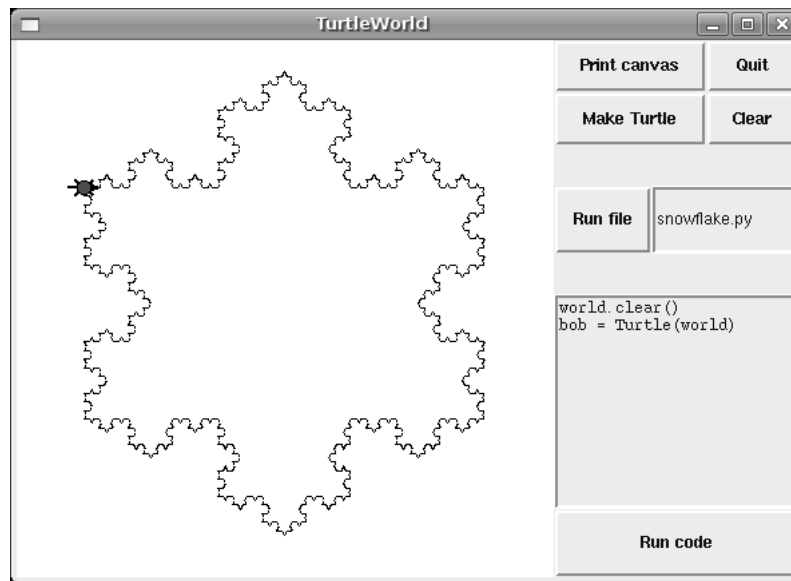 TurtleWorld
Print canvas
Quit
Make Turtle
Clear
Run file
snowflake.py
world.clear()
bob = Turtle(world)
Run code